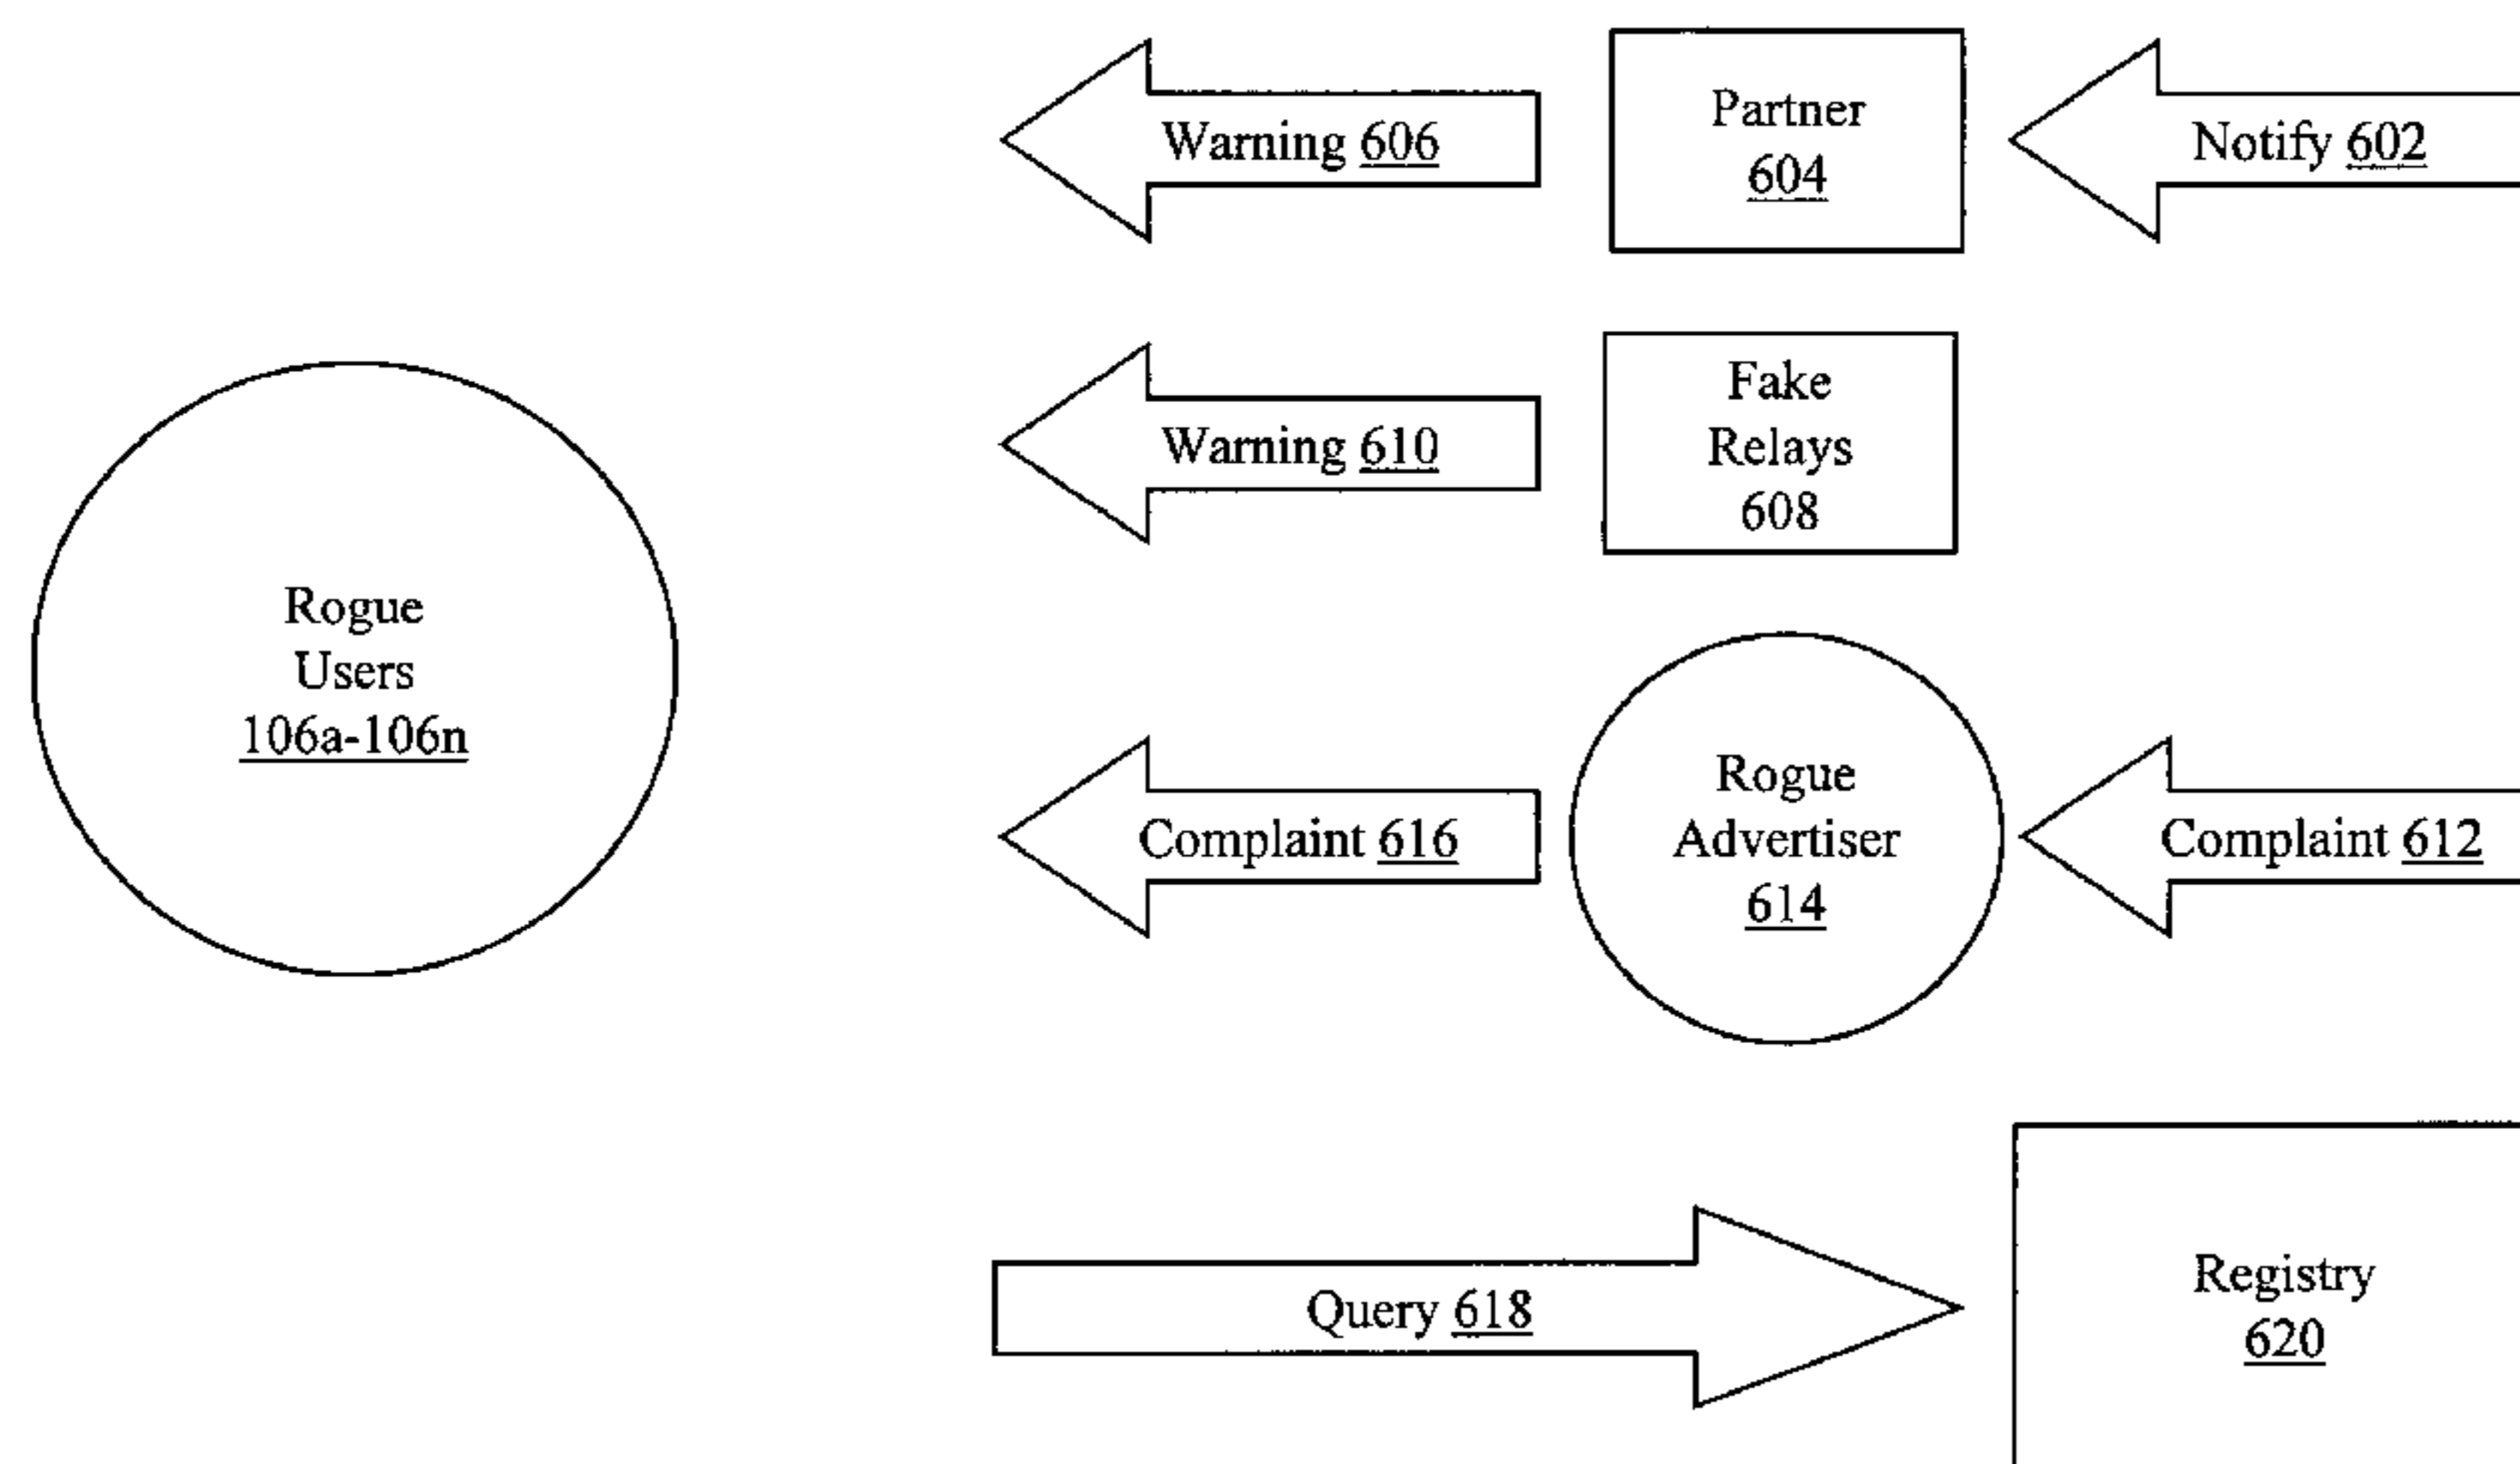 Warning 606
Partner
604
Notify 602
Warning 610
Fake
Relays
608
Rogue
Users
106a-106n
Complaint 616
Rogue
Advertiser
614
Complaint 612
Query 618
Registry
620